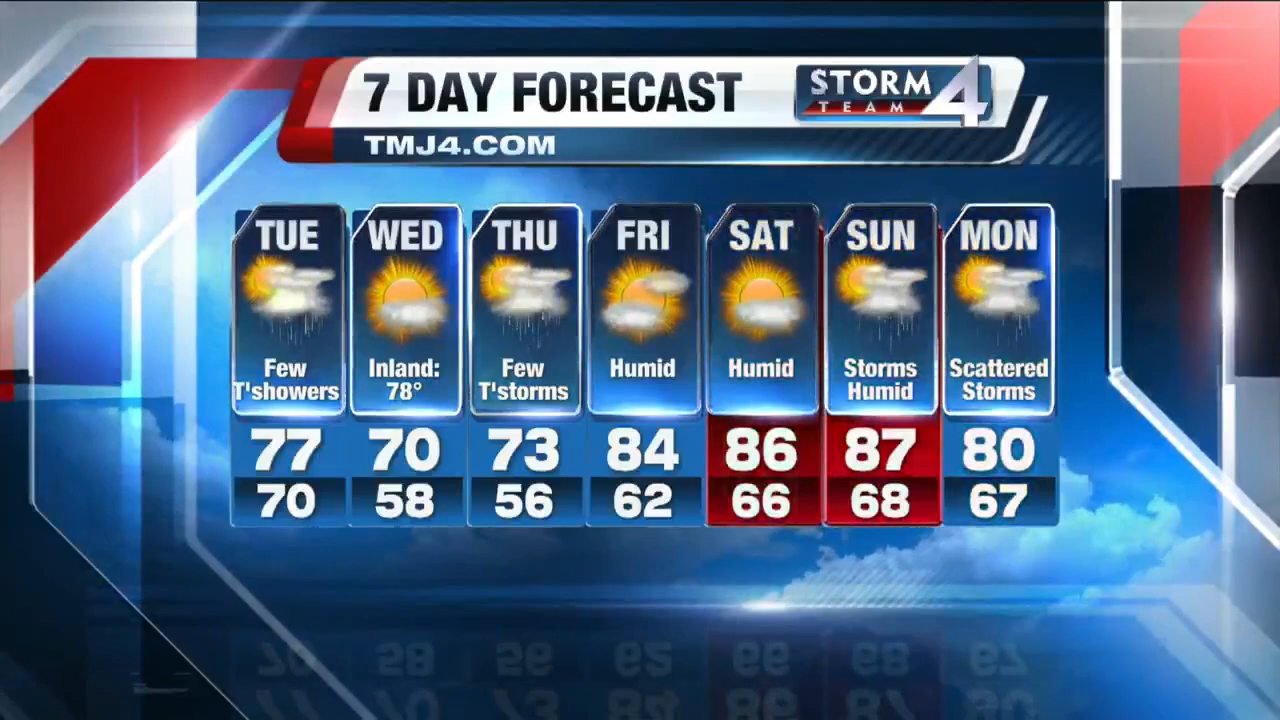 7 DAY FORECAST
STORM 4
TEAM
TMJ4.COM
TUE WED THU FRI SAT SUN MON
Few T'showers
Inland: 78°
Few T'storms
Humid
Humid
Storms Humid
Scattered Storms
77 70 73 84 86 87 80
70 58 56 62 66 68 67